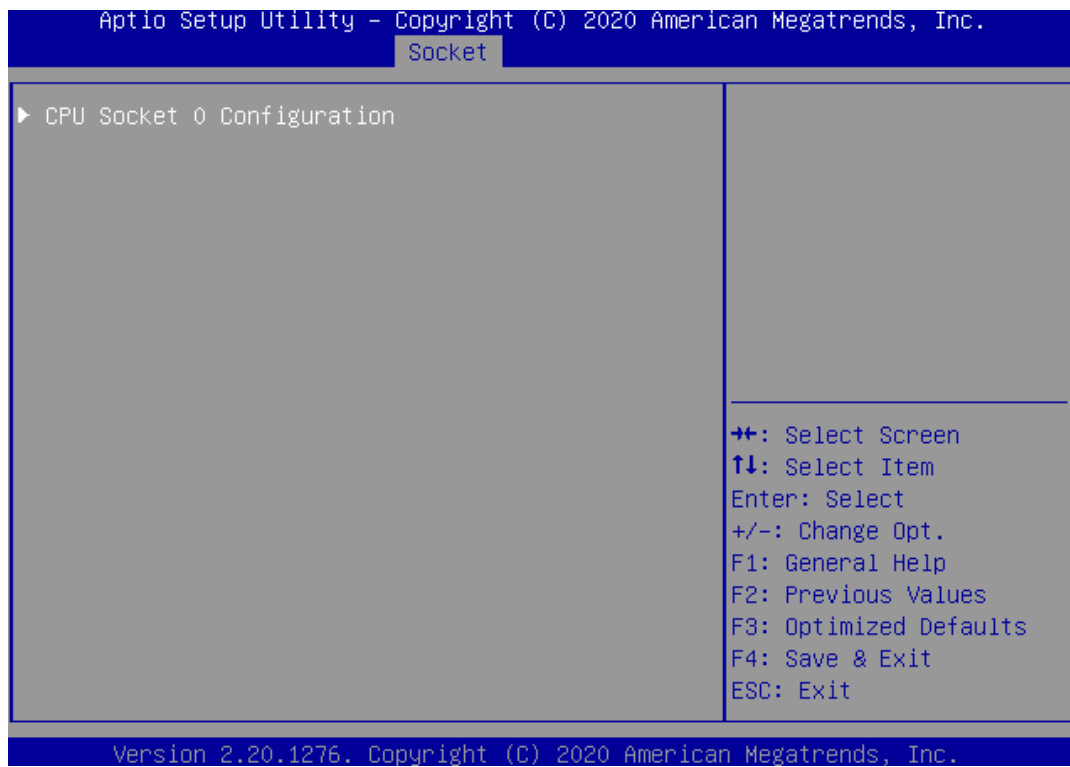 Aptio Setup Utility – Copyright (C) 2020 American Megatrends, Inc.
Socket
▶ CPU Socket 0 Configuration
→←: Select Screen
↑↓: Select Item
Enter: Select
+/-: Change Opt.
F1: General Help
F2: Previous Values
F3: Optimized Defaults
F4: Save & Exit
ESC: Exit
Version 2.20.1276. Copyright (C) 2020 American Megatrends, Inc.